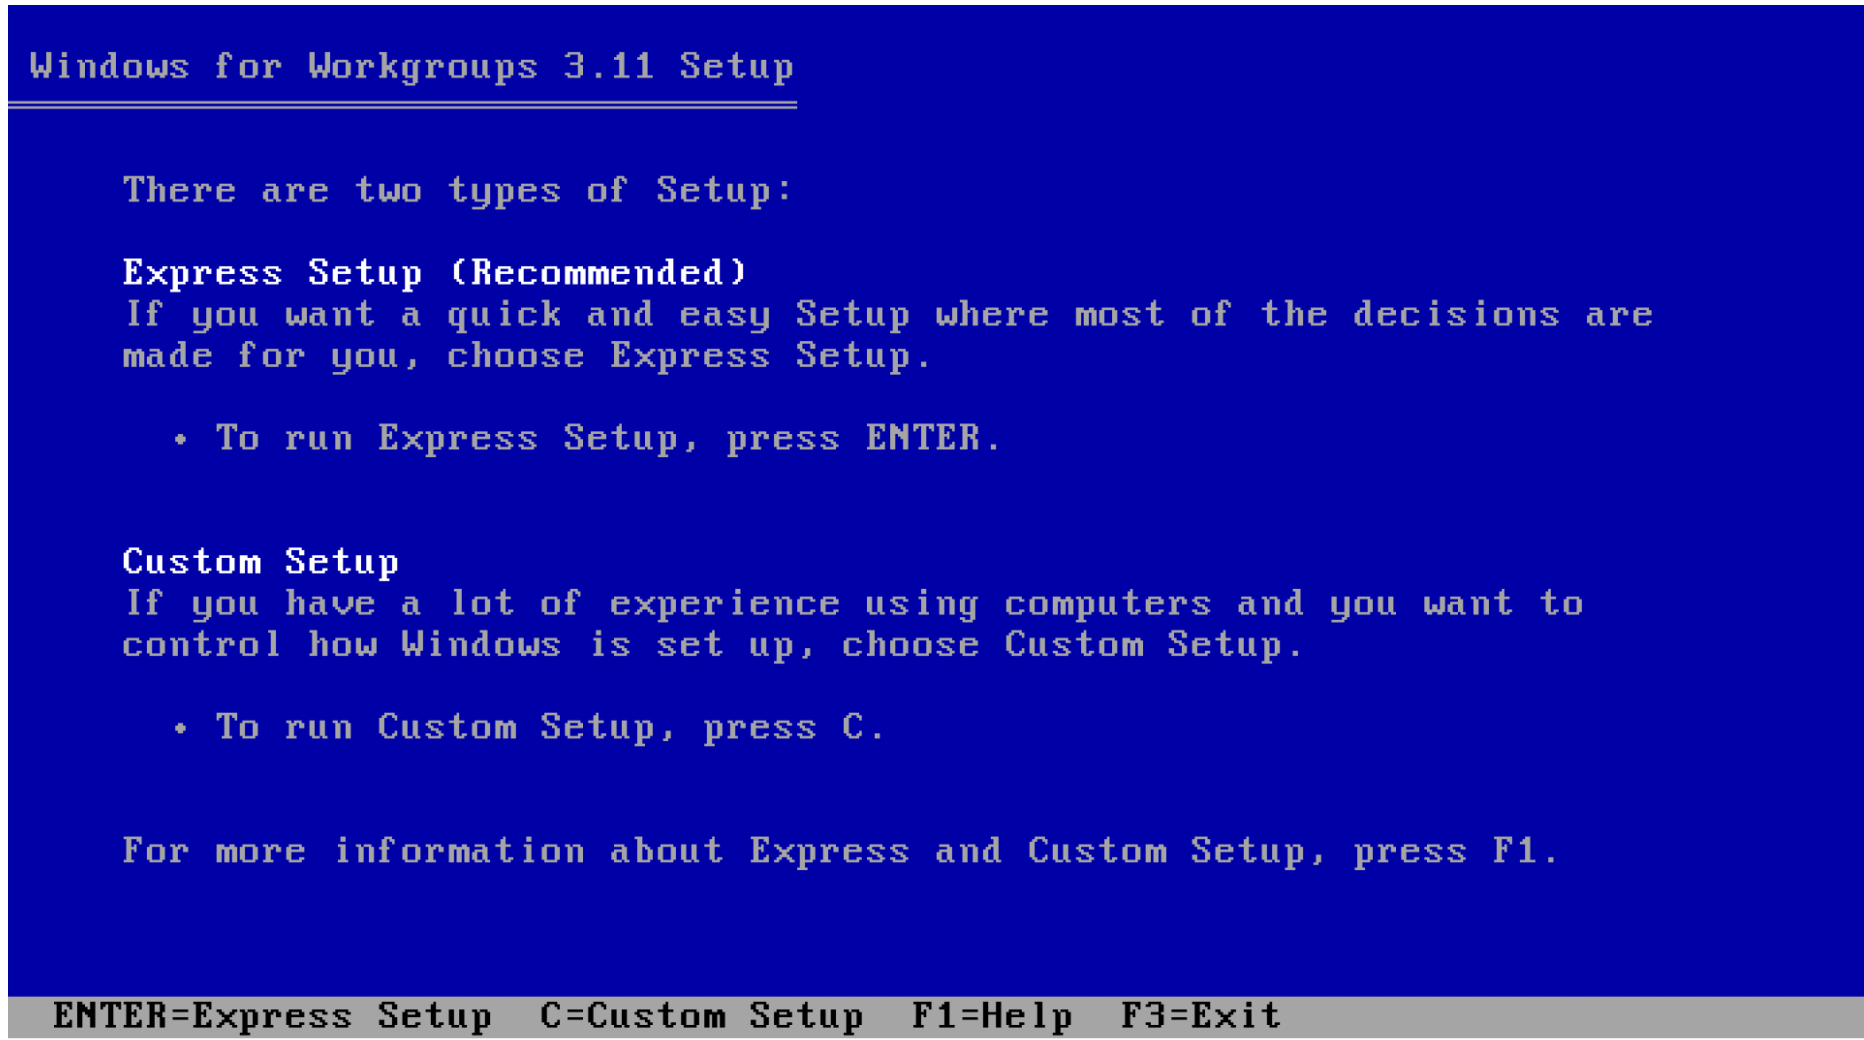 Windows for Workgroups 3.11 Setup
There are two types of Setup:
Express Setup (Recommended)
If you want a quick and easy Setup where most of the decisions are
made for you, choose Express Setup.
• To run Express Setup, press ENTER.
Custom Setup
If you have a lot of experience using computers and you want to
control how Windows is set up, choose Custom Setup.
• To run Custom Setup, press C.
For more information about Express and Custom Setup, press F1.
ENTER=Express Setup  C=Custom Setup  F1=Help  F3=Exit